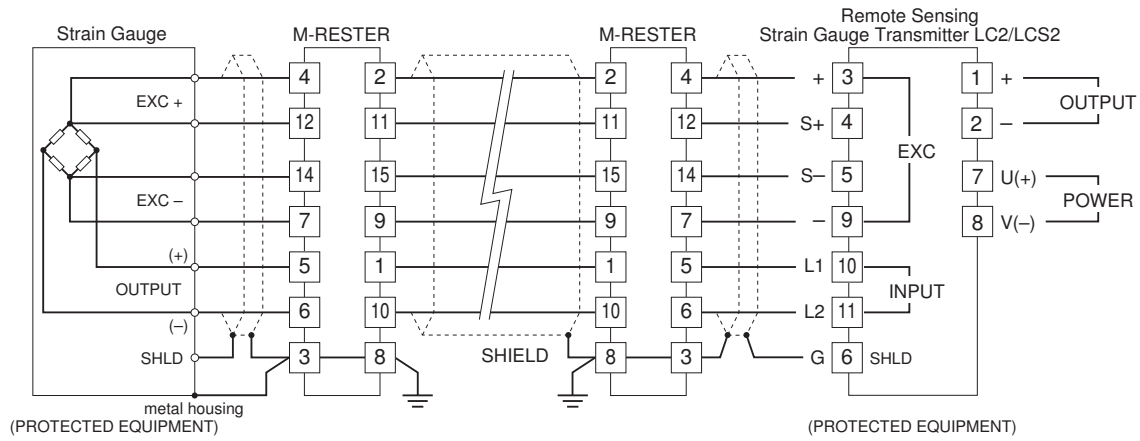 Remote Sensing
Strain Gauge M-RESTER M-RESTER Strain Gauge Transmitter LC2/LCS2
4 2 2 4 + 3 1 +
EXC + OUTPUT
12 11 11 12 S+ 4 2 –
EXC
14 15 15 14 S– 5 7 U(+)
EXC – POWER
7 9 9 7 – 9 8 V(–)
(+) 5 1 1 5 L1 10
OUTPUT INPUT
6 10 10 6 L2 11
(–)
SHLD 3 8 SHIELD 8 3 G 6 SHLD
metal housing
(PROTECTED EQUIPMENT) (PROTECTED EQUIPMENT)